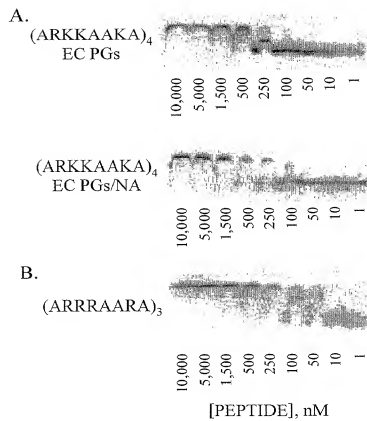 A.
(ARKKAAKA)4
EC PGs
10,000 5,000 1,500 500 250 100 50 10 1
(ARKKAAKA)4
EC PGs/NA
10,000 5,000 1,500 500 250 100 50 10 1
B.
(ARRRAARA)3
10,000 5,000 1,500 500 250 100 50 10 1
[PEPTIDE], nM